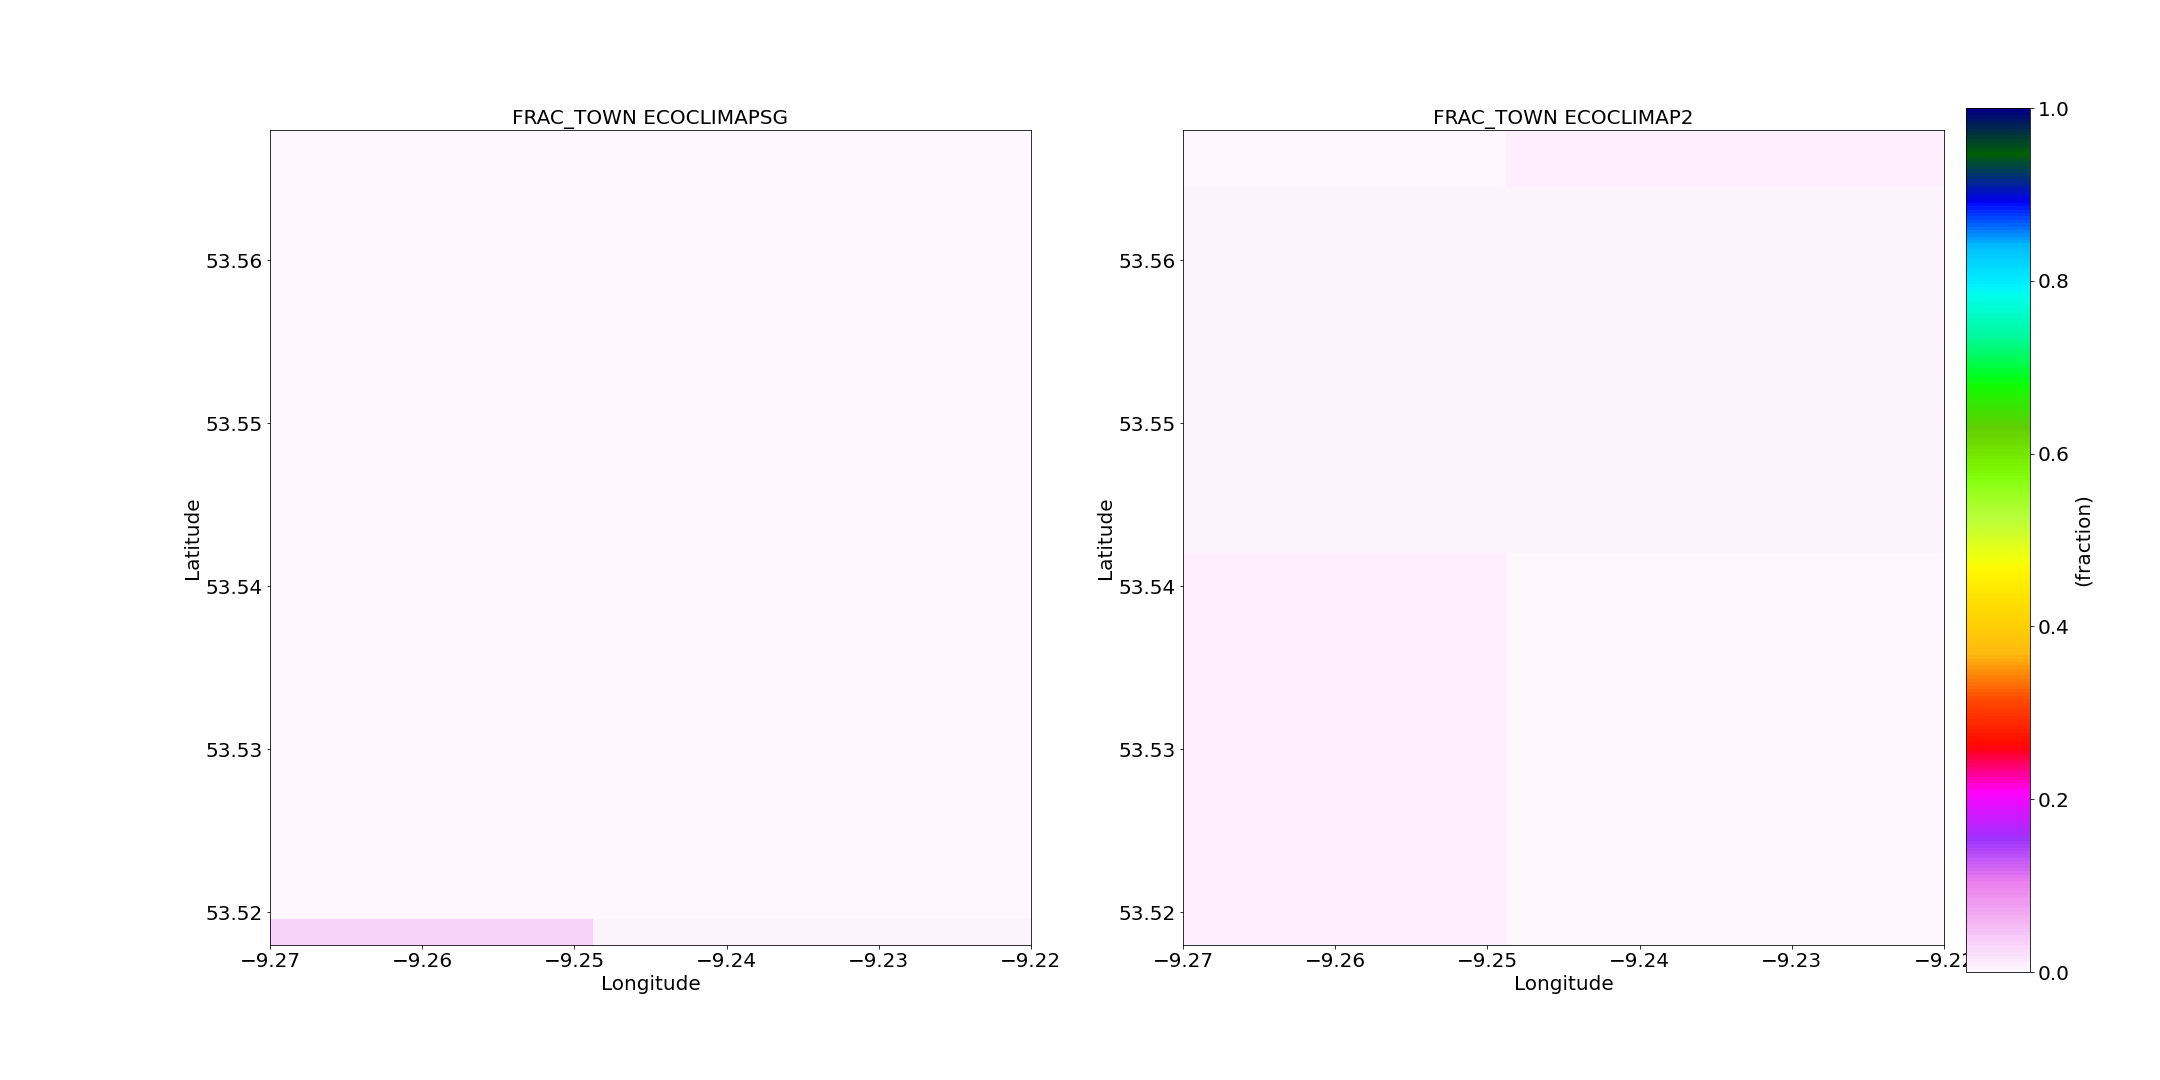 FRAC_TOWN ECOCLIMAPSG
53.56
53.55
53.54
53.53
53.52
Latitude
−9.27 −9.26 −9.25 −9.24 −9.23 −9.22
Longitude
FRAC_TOWN ECOCLIMAP2
53.56
53.55
53.54
53.53
53.52
Latitude
−9.27 −9.26 −9.25 −9.24 −9.23 −9.22
Longitude
1.0
0.8
0.6
0.4
0.2
0.0
(fraction)